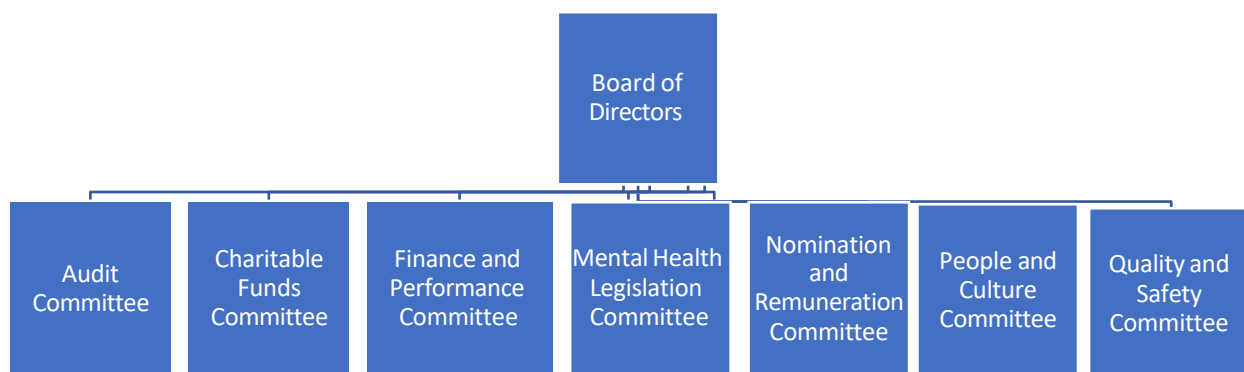 Board of
Directors
Audit
Committee
Charitable
Funds
Committee
Finance and
Performance
Committee
Mental Health
Legislation
Committee
Nomination
and
Remuneration
Committee
People and
Culture
Committee
Quality and
Safety
Committee